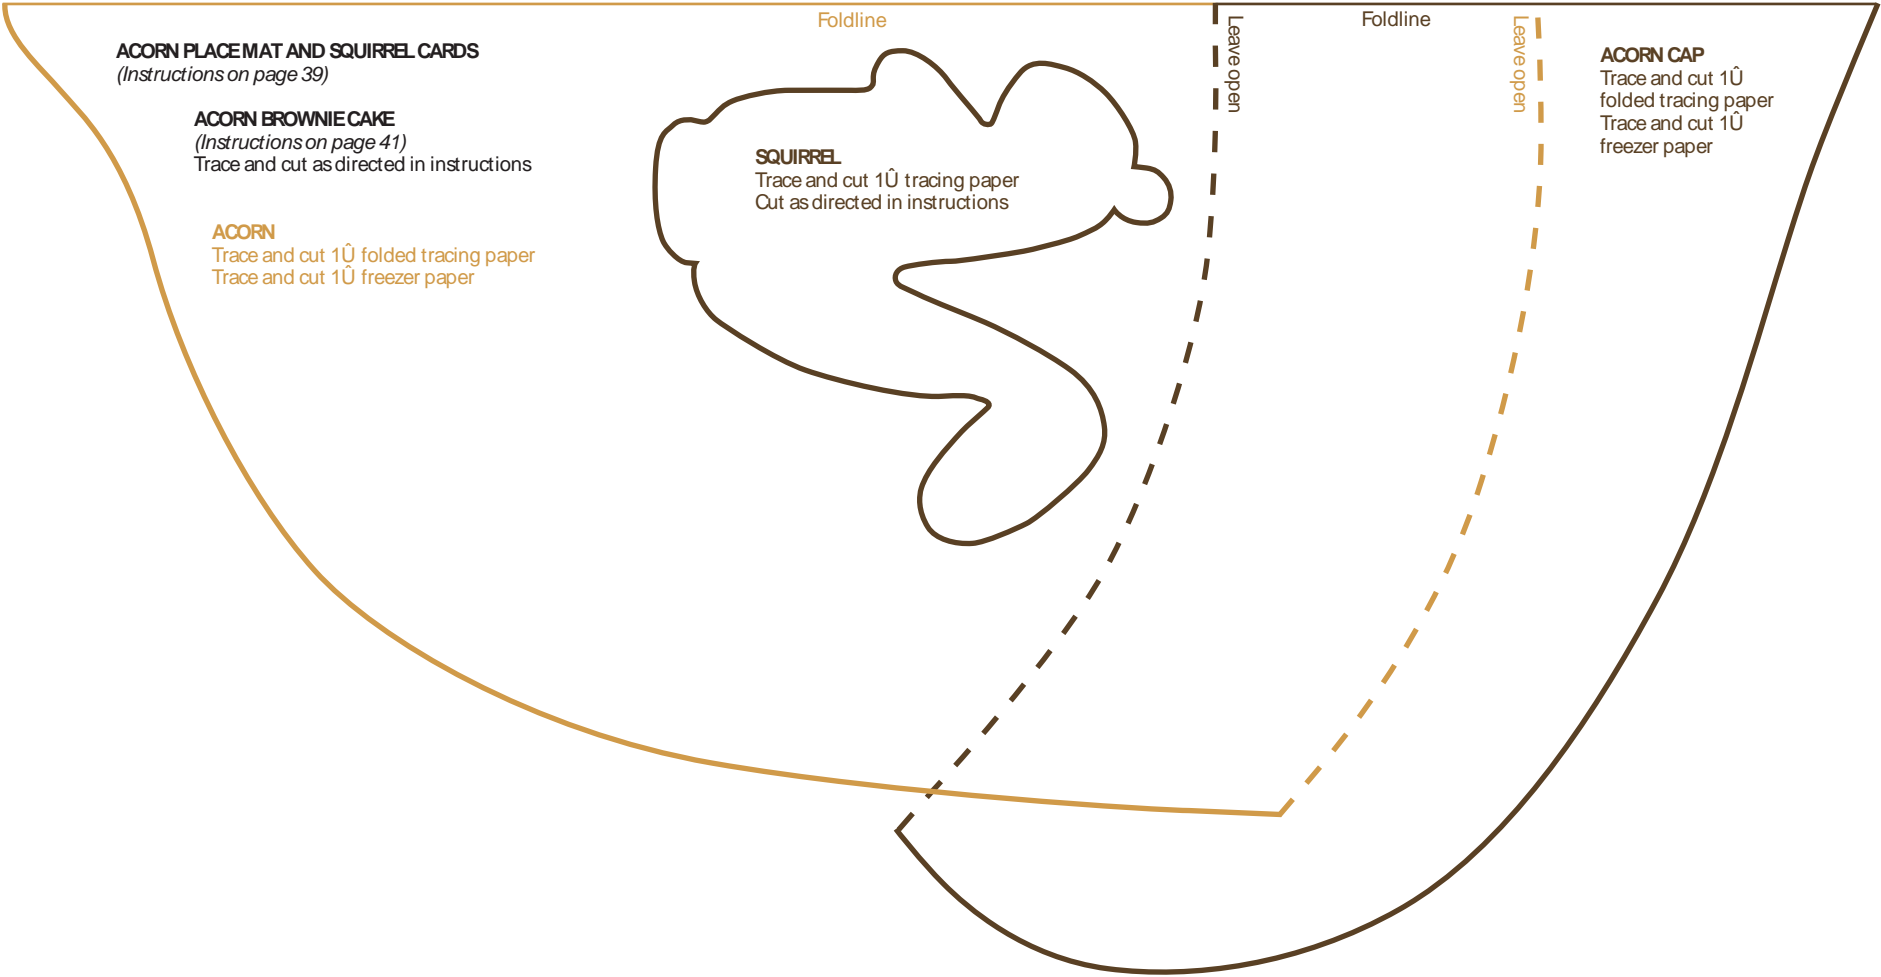 Foldline
Foldline
Leave open
Leave open
ACORN PLACE MAT AND SQUIRREL CARDS
(Instructions on page 39)
ACORN BROWNIE CAKE
(Instructions on page 41)
Trace and cut as directed in instructions
ACORN
Trace and cut 1Û folded tracing paper
Trace and cut 1Û freezer paper
SQUIRREL
Trace and cut 1Û tracing paper
Cut as directed in instructions
ACORN CAP
Trace and cut 1Û
folded tracing paper
Trace and cut 1Û
freezer paper